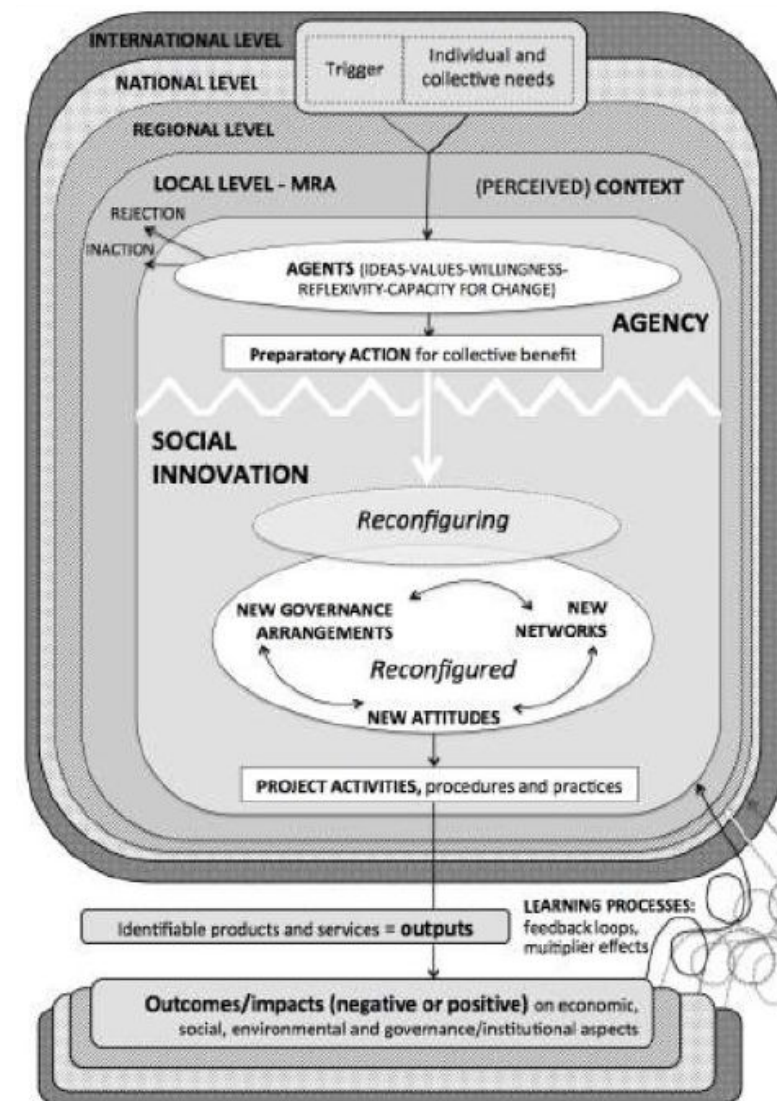 INTERNATIONAL LEVEL
Trigger
Individual and
collective needs
NATIONAL LEVEL
REGIONAL LEVEL
LOCAL LEVEL - MRA
(PERCEIVED) CONTEXT
REJECTION
INACTION
AGENTS (IDEAS-VALUES-WILLINGNESS-
REFLEXIVITY-CAPACITY FOR CHANGE)
AGENCY
Preparatory ACTION for collective benefit
SOCIAL
INNOVATION
Reconfiguring
NEW GOVERNANCE
ARRANGEMENTS
NEW
NETWORKS
Reconfigured
NEW ATTITUDES
PROJECT ACTIVITIES, procedures and practices
Identifiable products and services = outputs
LEARNING PROCESSES:
feedback loops,
multiplier effects
Outcomes/impacts (negative or positive) on economic,
social, environmental and governance/institutional aspects